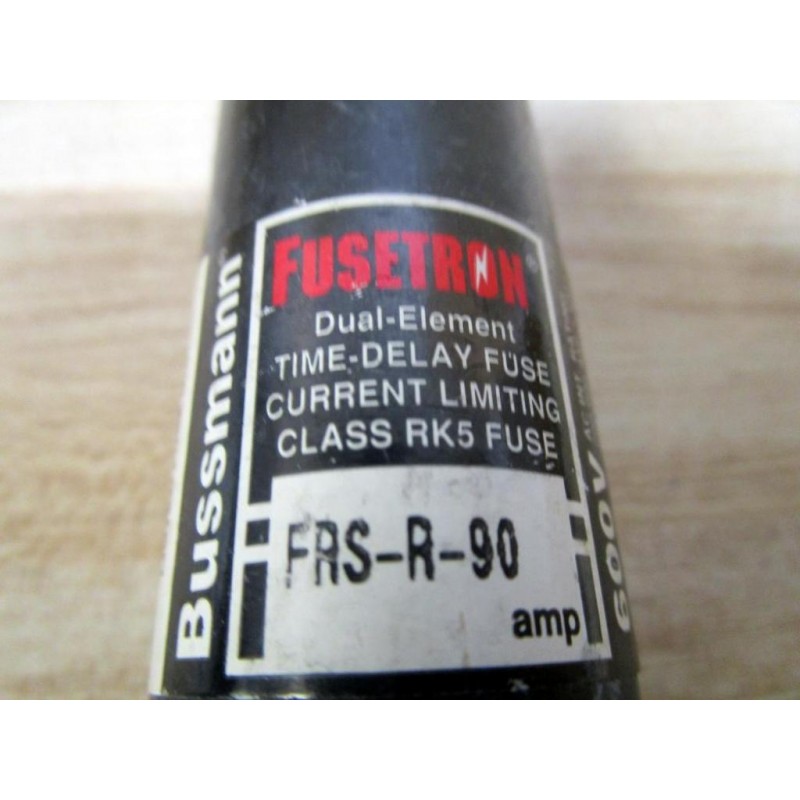 Bussmann
FUSETRON®
Dual-Element
TIME-DELAY FUSE
CURRENT LIMITING
CLASS RK5 FUSE
FRS-R-90
amp
600V